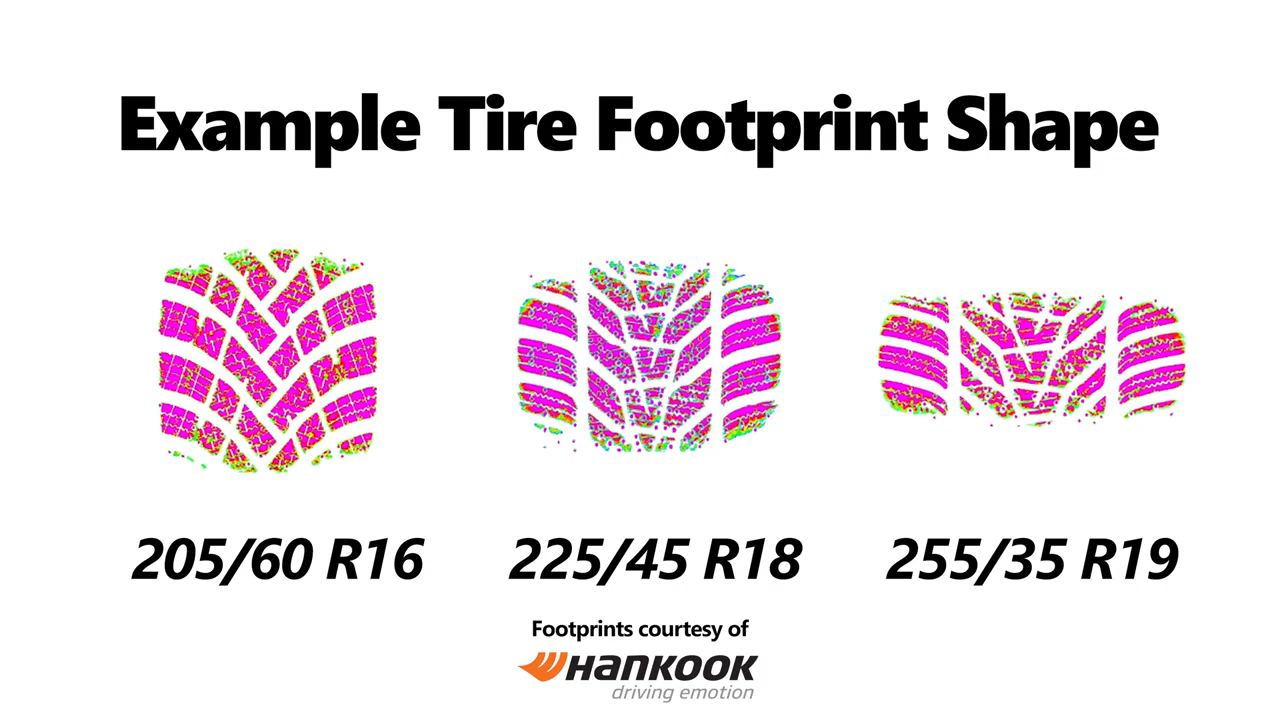 Example Tire Footprint Shape
205/60 R16
225/45 R18
255/35 R19
Footprints courtesy of
HANKOOK
driving emotion